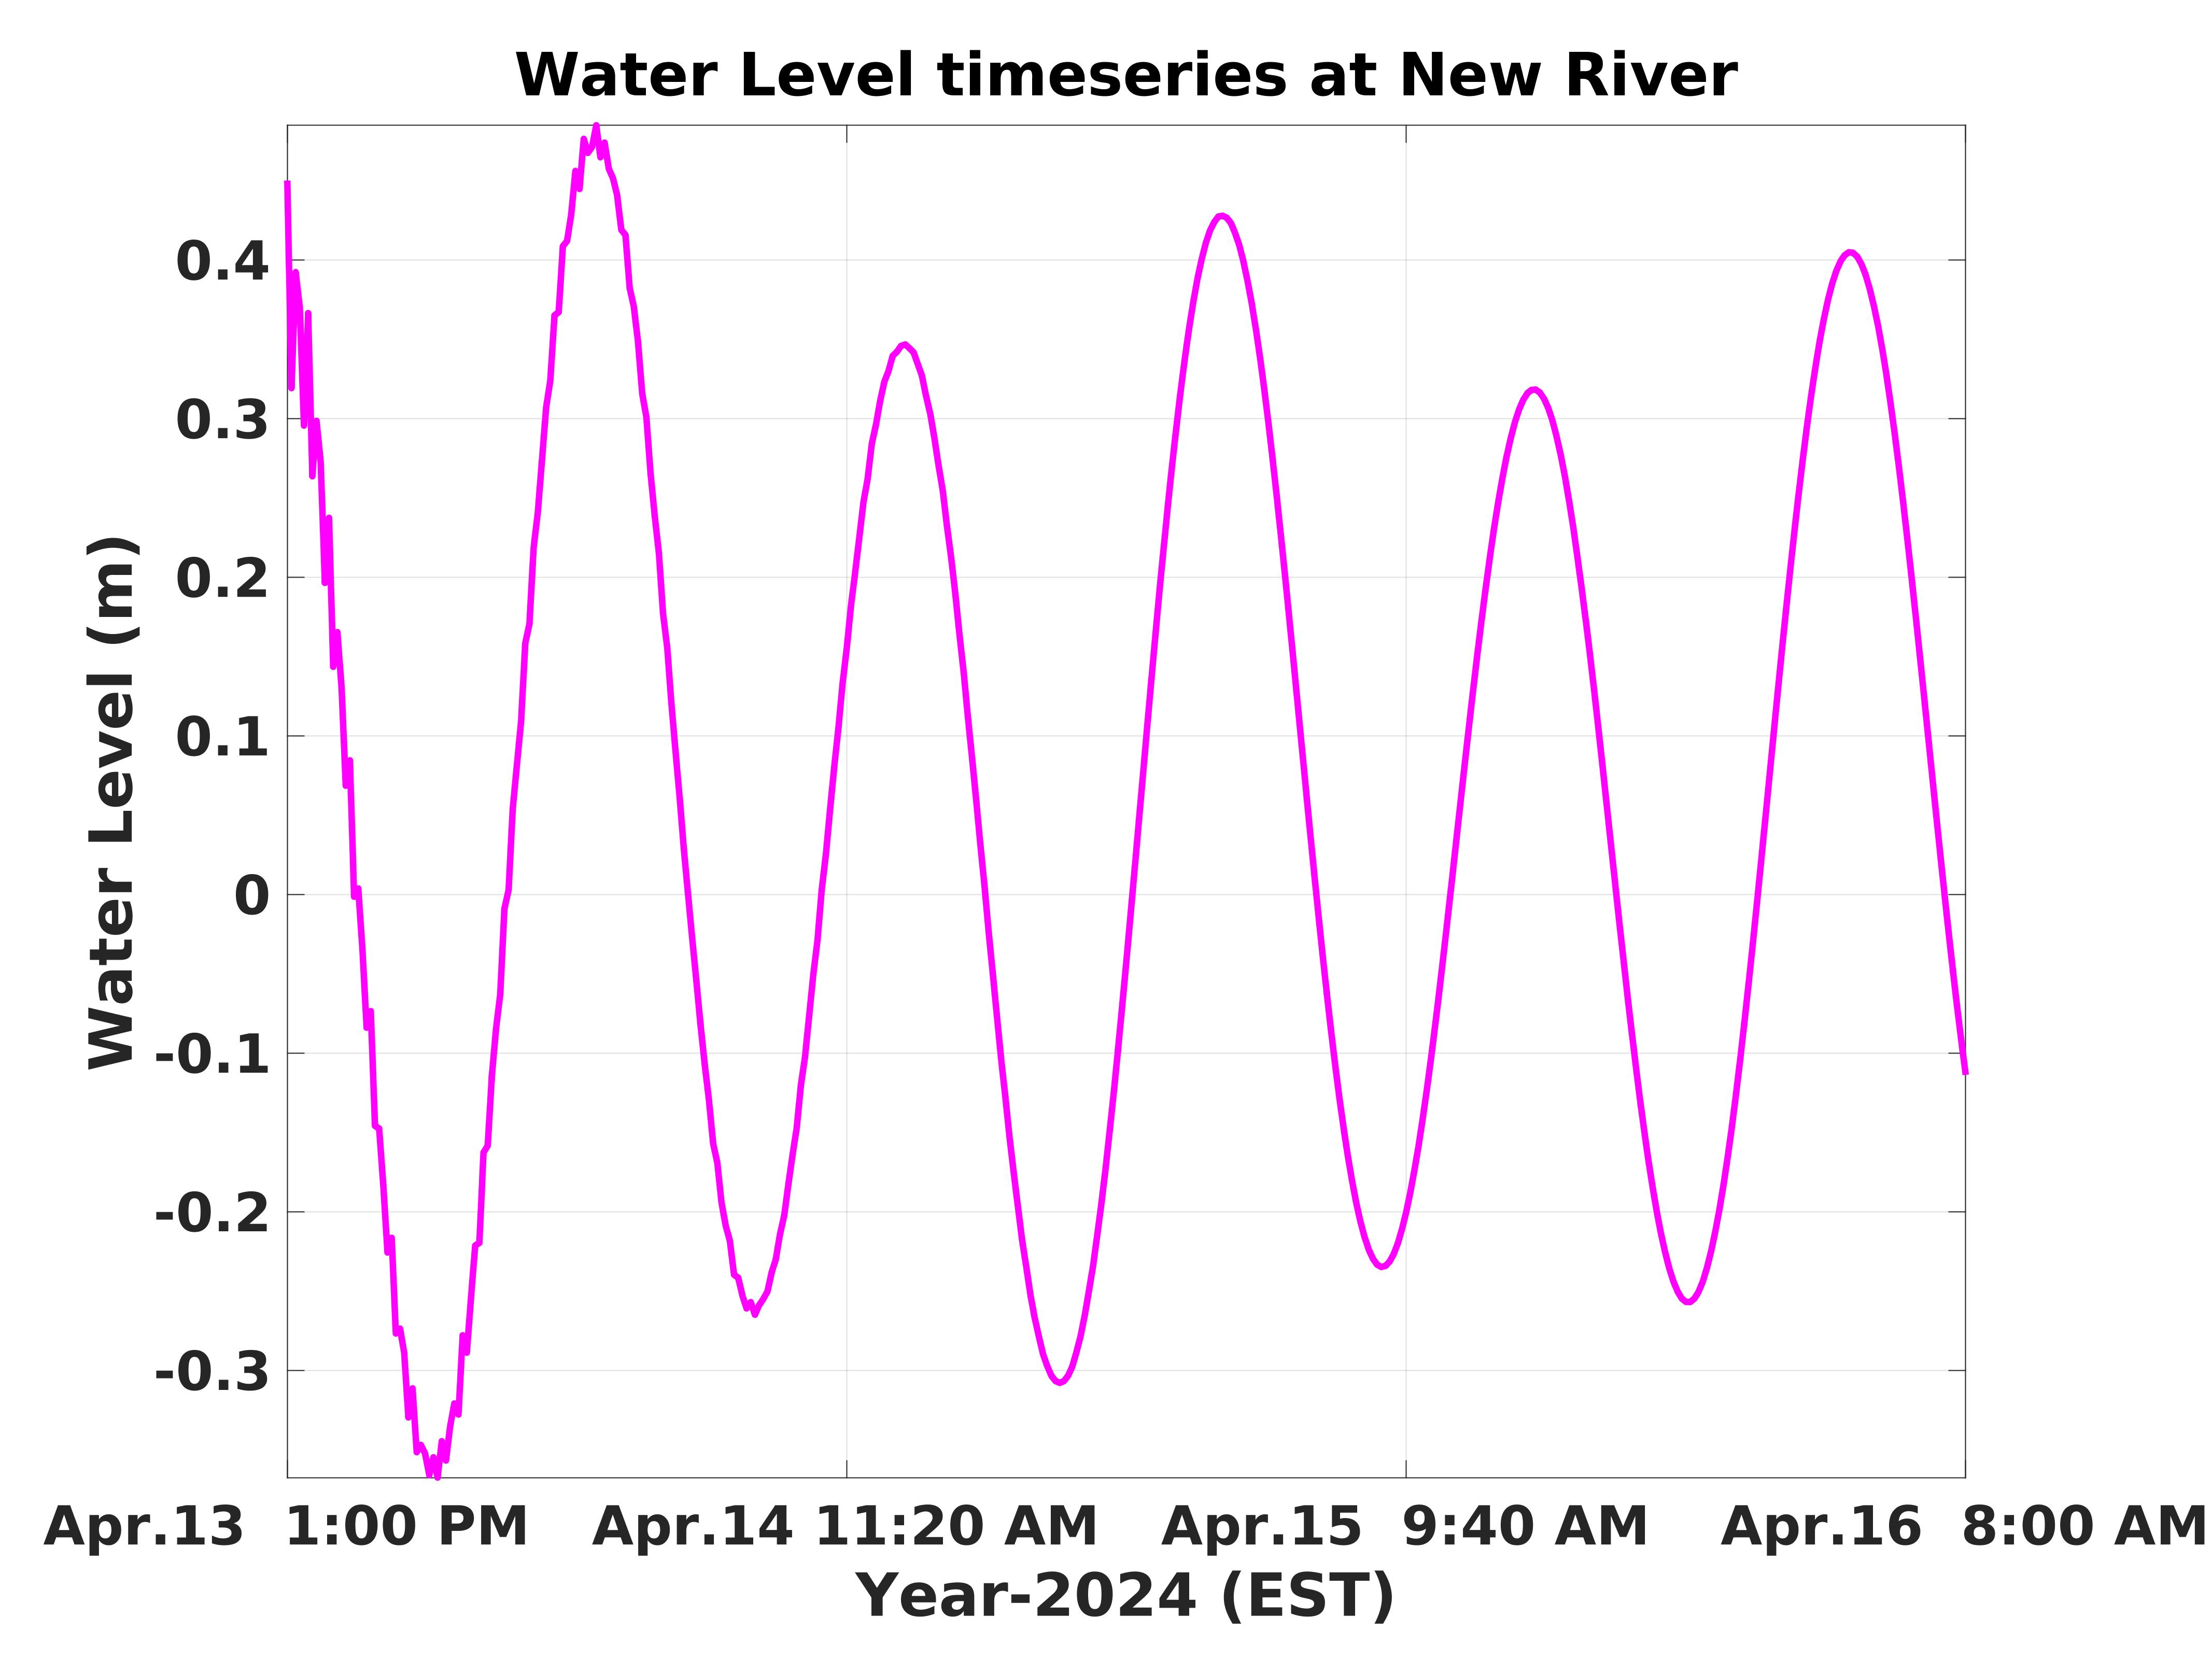 Water Level timeseries at New River
Water Level (m)
0.4
0.3
0.2
0.1
0
-0.1
-0.2
-0.3
Apr.13 1:00 PM Apr.14 11:20 AM Apr.15 9:40 AM Apr.16 8:00 AM
Year-2024 (EST)